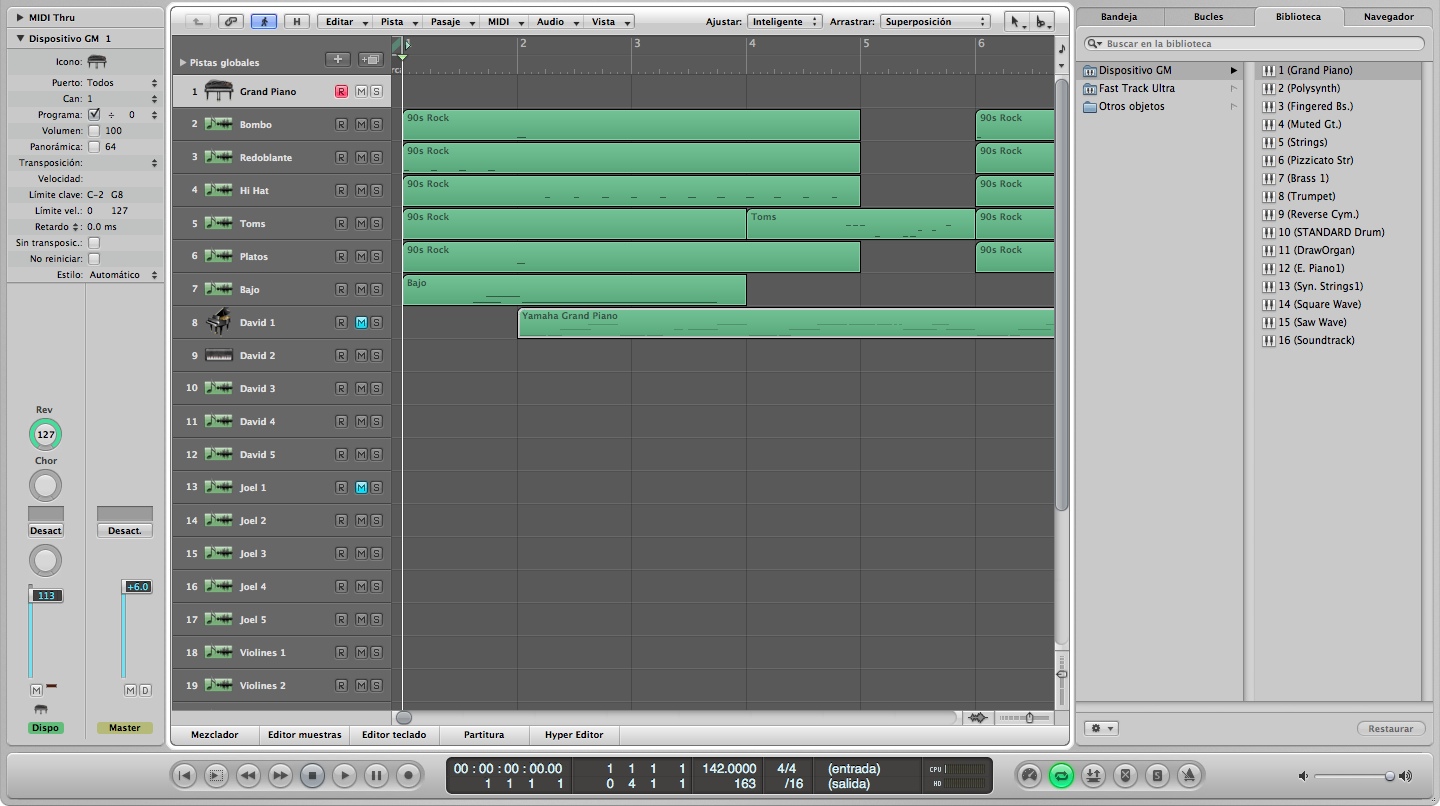 MIDI Thru
Dispositivo GM 1
Icono:
Puerto: Todos
Can: 1
Programa: ÷ 0
Volumen: 100
Panorámica: 64
Transposición:
Velocidad:
Límite clave: C-2 G8
Límite vel.: 0 127
Retardo : 0.0 ms
Sin transposic.:
No reiniciar:
Estilo: Automático
Rev
127
Chor
Desact
Desact.
113
+6.0
M
M D
Dispo
Master
H
Editar
Pista
Pasaje
MIDI
Audio
Vista
Ajustar: Inteligente
Arrastrar: Superposición
Pistas globales
1 2 3 4 5 6
1 Grand Piano R M S
2 Bombo R M S
90s Rock 90s Rock
3 Redoblante R M S
90s Rock 90s Rock
4 Hi Hat R M S
90s Rock 90s Rock
5 Toms R M S
90s Rock Toms 90s Rock
6 Platos R M S
90s Rock 90s Rock
7 Bajo R M S
Bajo
8 David 1 R M S
Yamaha Grand Piano
9 David 2 R M S
10 David 3 R M S
11 David 4 R M S
12 David 5 R M S
13 Joel 1 R M S
14 Joel 2 R M S
15 Joel 3 R M S
16 Joel 4 R M S
17 Joel 5 R M S
18 Violines 1 R M S
19 Violines 2 R M S
Mezclador
Editor muestras
Editor teclado
Partitura
Hyper Editor
Bandeja
Bucles
Biblioteca
Navegador
Buscar en la biblioteca
Dispositivo GM
Fast Track Ultra
Otros objetos
1 (Grand Piano)
2 (Polysynth)
3 (Fingered Bs.)
4 (Muted Gt.)
5 (Strings)
6 (Pizzicato Str)
7 (Brass 1)
8 (Trumpet)
9 (Reverse Cym.)
10 (STANDARD Drum)
11 (DrawOrgan)
12 (E. Piano1)
13 (Syn. Strings1)
14 (Square Wave)
15 (Saw Wave)
16 (Soundtrack)
Restaurar
00 : 00 : 00 : 00.00 1 1 1 1 142.0000 4/4 (entrada) CPU
1 1 1 1 0 4 1 1 163 /16 (salida) HD
S